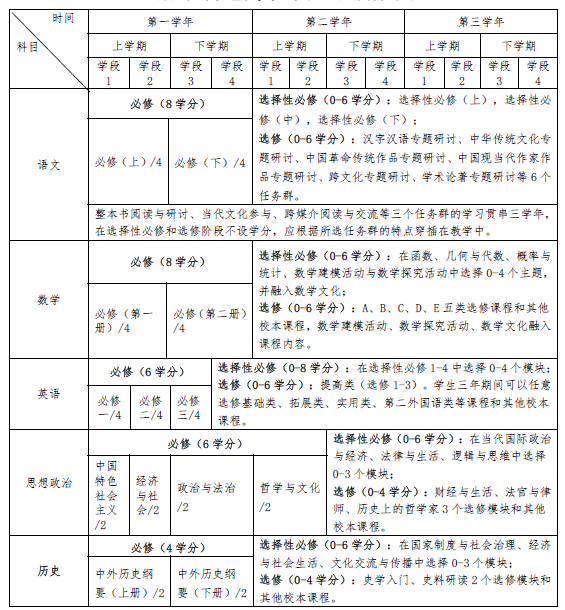 时间
科目
第一学年
第二学年
第三学年
上学期
下学期
上学期
下学期
上学期
下学期
学段
1
学段
2
学段
3
学段
4
学段
1
学段
2
学段
3
学段
4
学段
1
学段
2
学段
3
学段
4
语文
必修（8学分）
必修（上）/4
必修（下）/4
选择性必修（0-6学分）：选择性必修（上），选择性必
修（中），选择性必修（下）；
选修（0-6学分）：汉字汉语专题研讨、中华传统文化专
题研讨、中国革命传统作品专题研讨、中国现当代作家作
品专题研讨、跨文化专题研讨、学术论著专题研讨等6个
任务群。
整本书阅读与研讨、当代文化参与、跨媒介阅读与交流等三个任务群的学习贯串三学年，
在选择性必修和选修阶段不设学分，应根据所选任务群的特点穿插在教学中。
数学
必修（8学分）
必修（第一
册）/4
必修（第二册）
/4
选择性必修（0-6学分）：在函数、几何与代数、概率与
统计、数学建模活动与数学探究活动中选择0-4个主题，
并融入数学文化；
选修（0-6学分）：A、B、C、D、E五类选修课程和其他
校本课程，数学建模活动、数学探究活动、数学文化融入
课程内容。
英语
必修（6学分）
必修
一/4
必修
二/4
必修
三/4
选择性必修（0-8学分）：在选择性必修1-4中选择0-4个模块；
选修（0-6学分）：提高类（选修1-3）。学生三年期间可以任意
选修基础类、拓展类、实用类、第二外国语类等课程和其他校本
课程。
思想政治
必修（6学分）
中国
特色
社会
主义
/2
经济
与社
会/2
政治与法治
/2
哲学与文化
/2
选择性必修（0-6学分）：在当代国际政治
与经济、法律与生活、逻辑与思维中选择
0-3个模块；
选修（0-4学分）：财经与生活、法官与律
师、历史上的哲学家3个选修模块和其他
校本课程。
历史
必修（4学分）
中外历史纲
要（上册）/2
中外历史纲
要（下册）/2
选择性必修（0-6学分）：在国家制度与社会治理、经济
与社会生活、文化交流与传播中选择0-3个模块；
选修（0-4学分）：史学入门、史料研读2个选修模块和
其他校本课程。